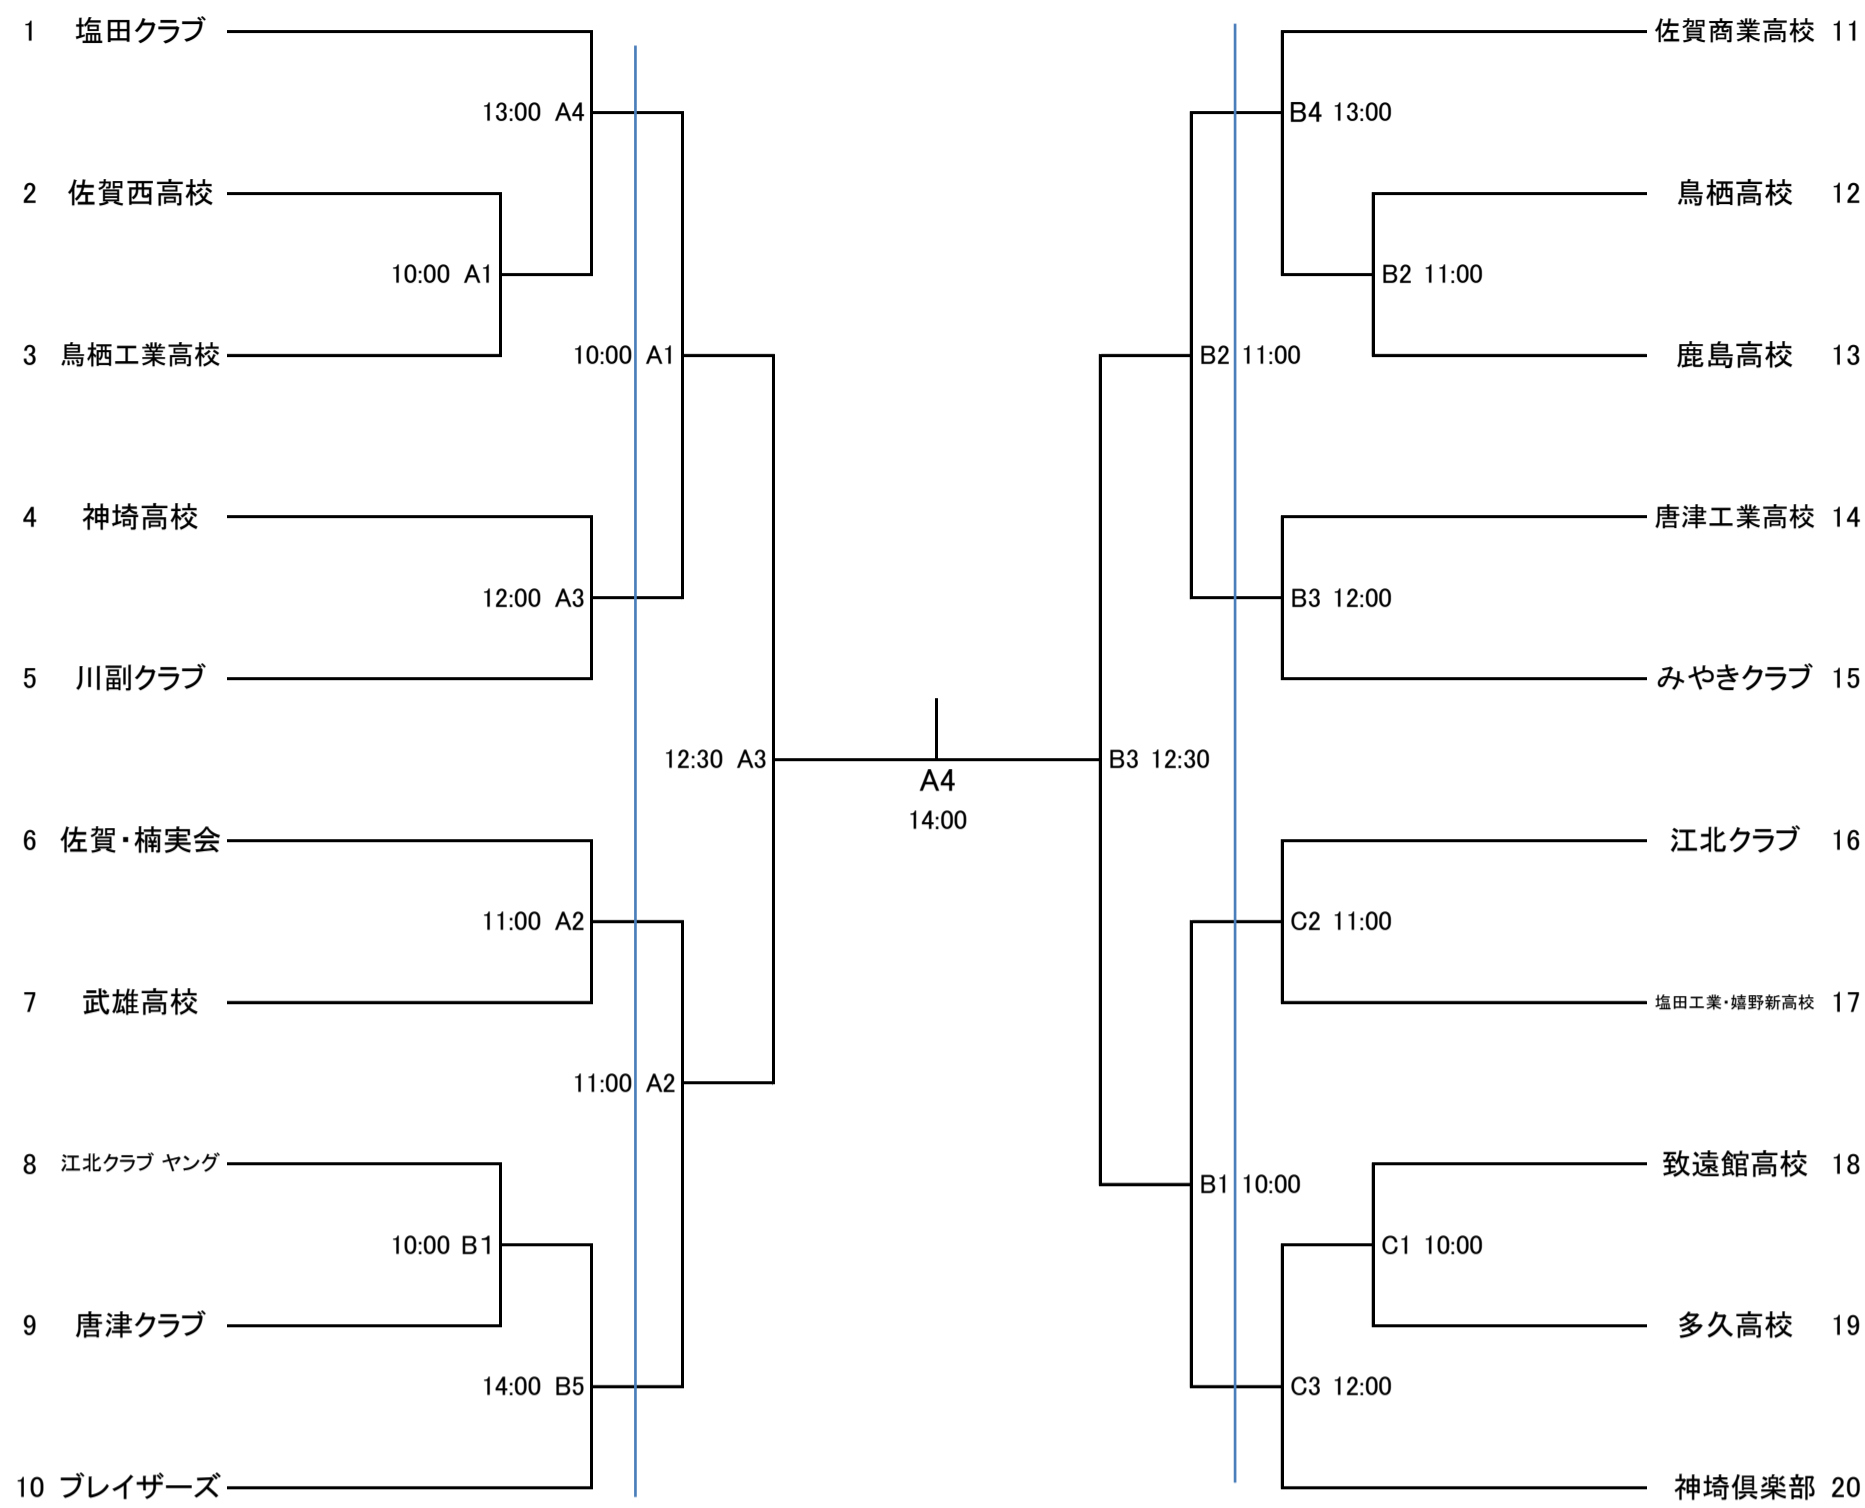 1 塩田クラブ
佐賀商業高校 11
13:00 A4
B4 13:00
2 佐賀西高校
鳥栖高校 12
10:00 A1
B2 11:00
3 鳥栖工業高校
10:00 A1
B2 11:00
鹿島高校 13
4 神埼高校
唐津工業高校 14
12:00 A3
B3 12:00
5 川副クラブ
みやきクラブ 15
12:30 A3
A4
14:00
B3 12:30
6 佐賀・楠実会
江北クラブ 16
11:00 A2
C2 11:00
7 武雄高校
塩田工業・嬉野新高校 17
11:00 A2
8 江北クラブ ヤング
致遠館高校 18
B1 10:00
10:00 B1
C1 10:00
9 唐津クラブ
多久高校 19
14:00 B5
C3 12:00
10 ブレイザーズ
神埼倶楽部 20